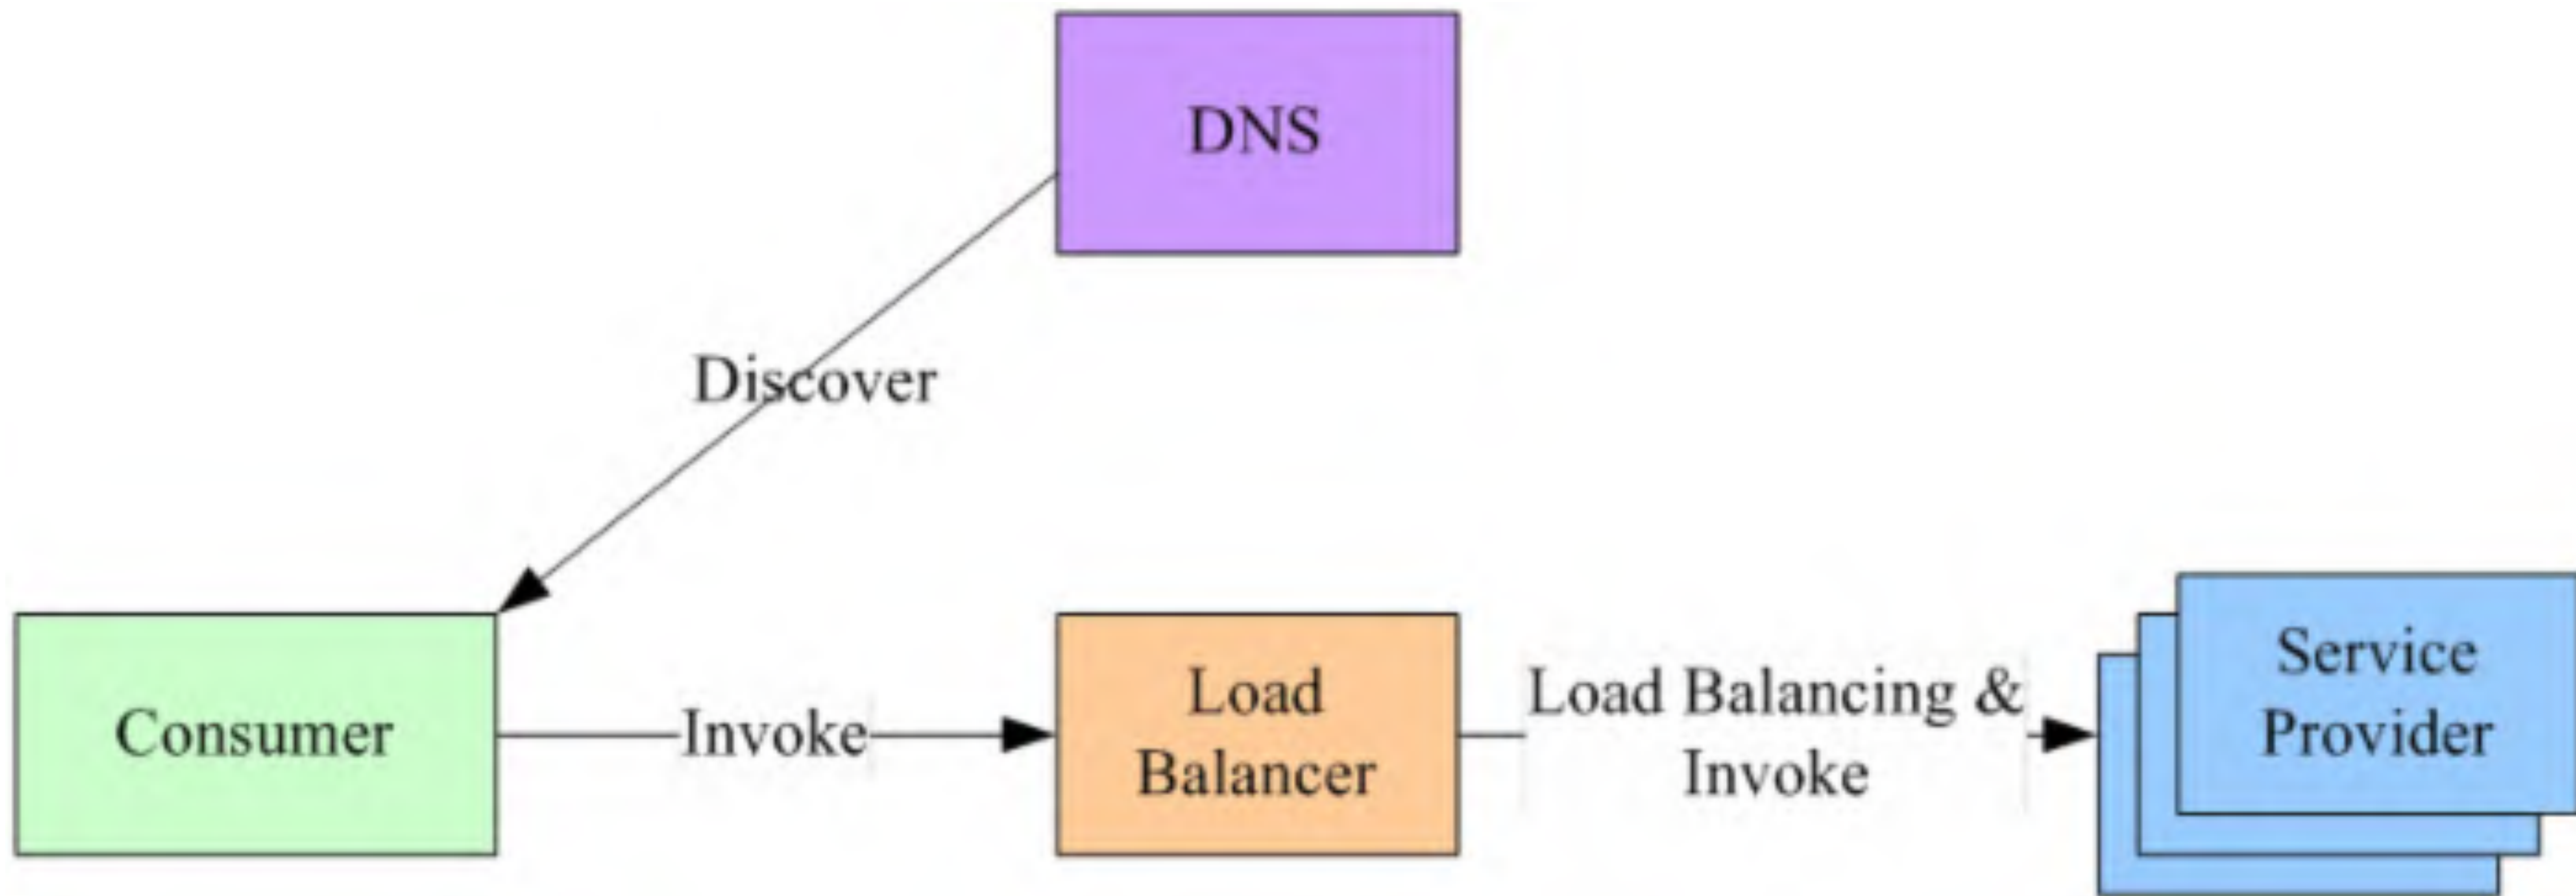 DNS
Discover
Consumer
Invoke
Load
Balancer
Load Balancing &
Invoke
Service
Provider